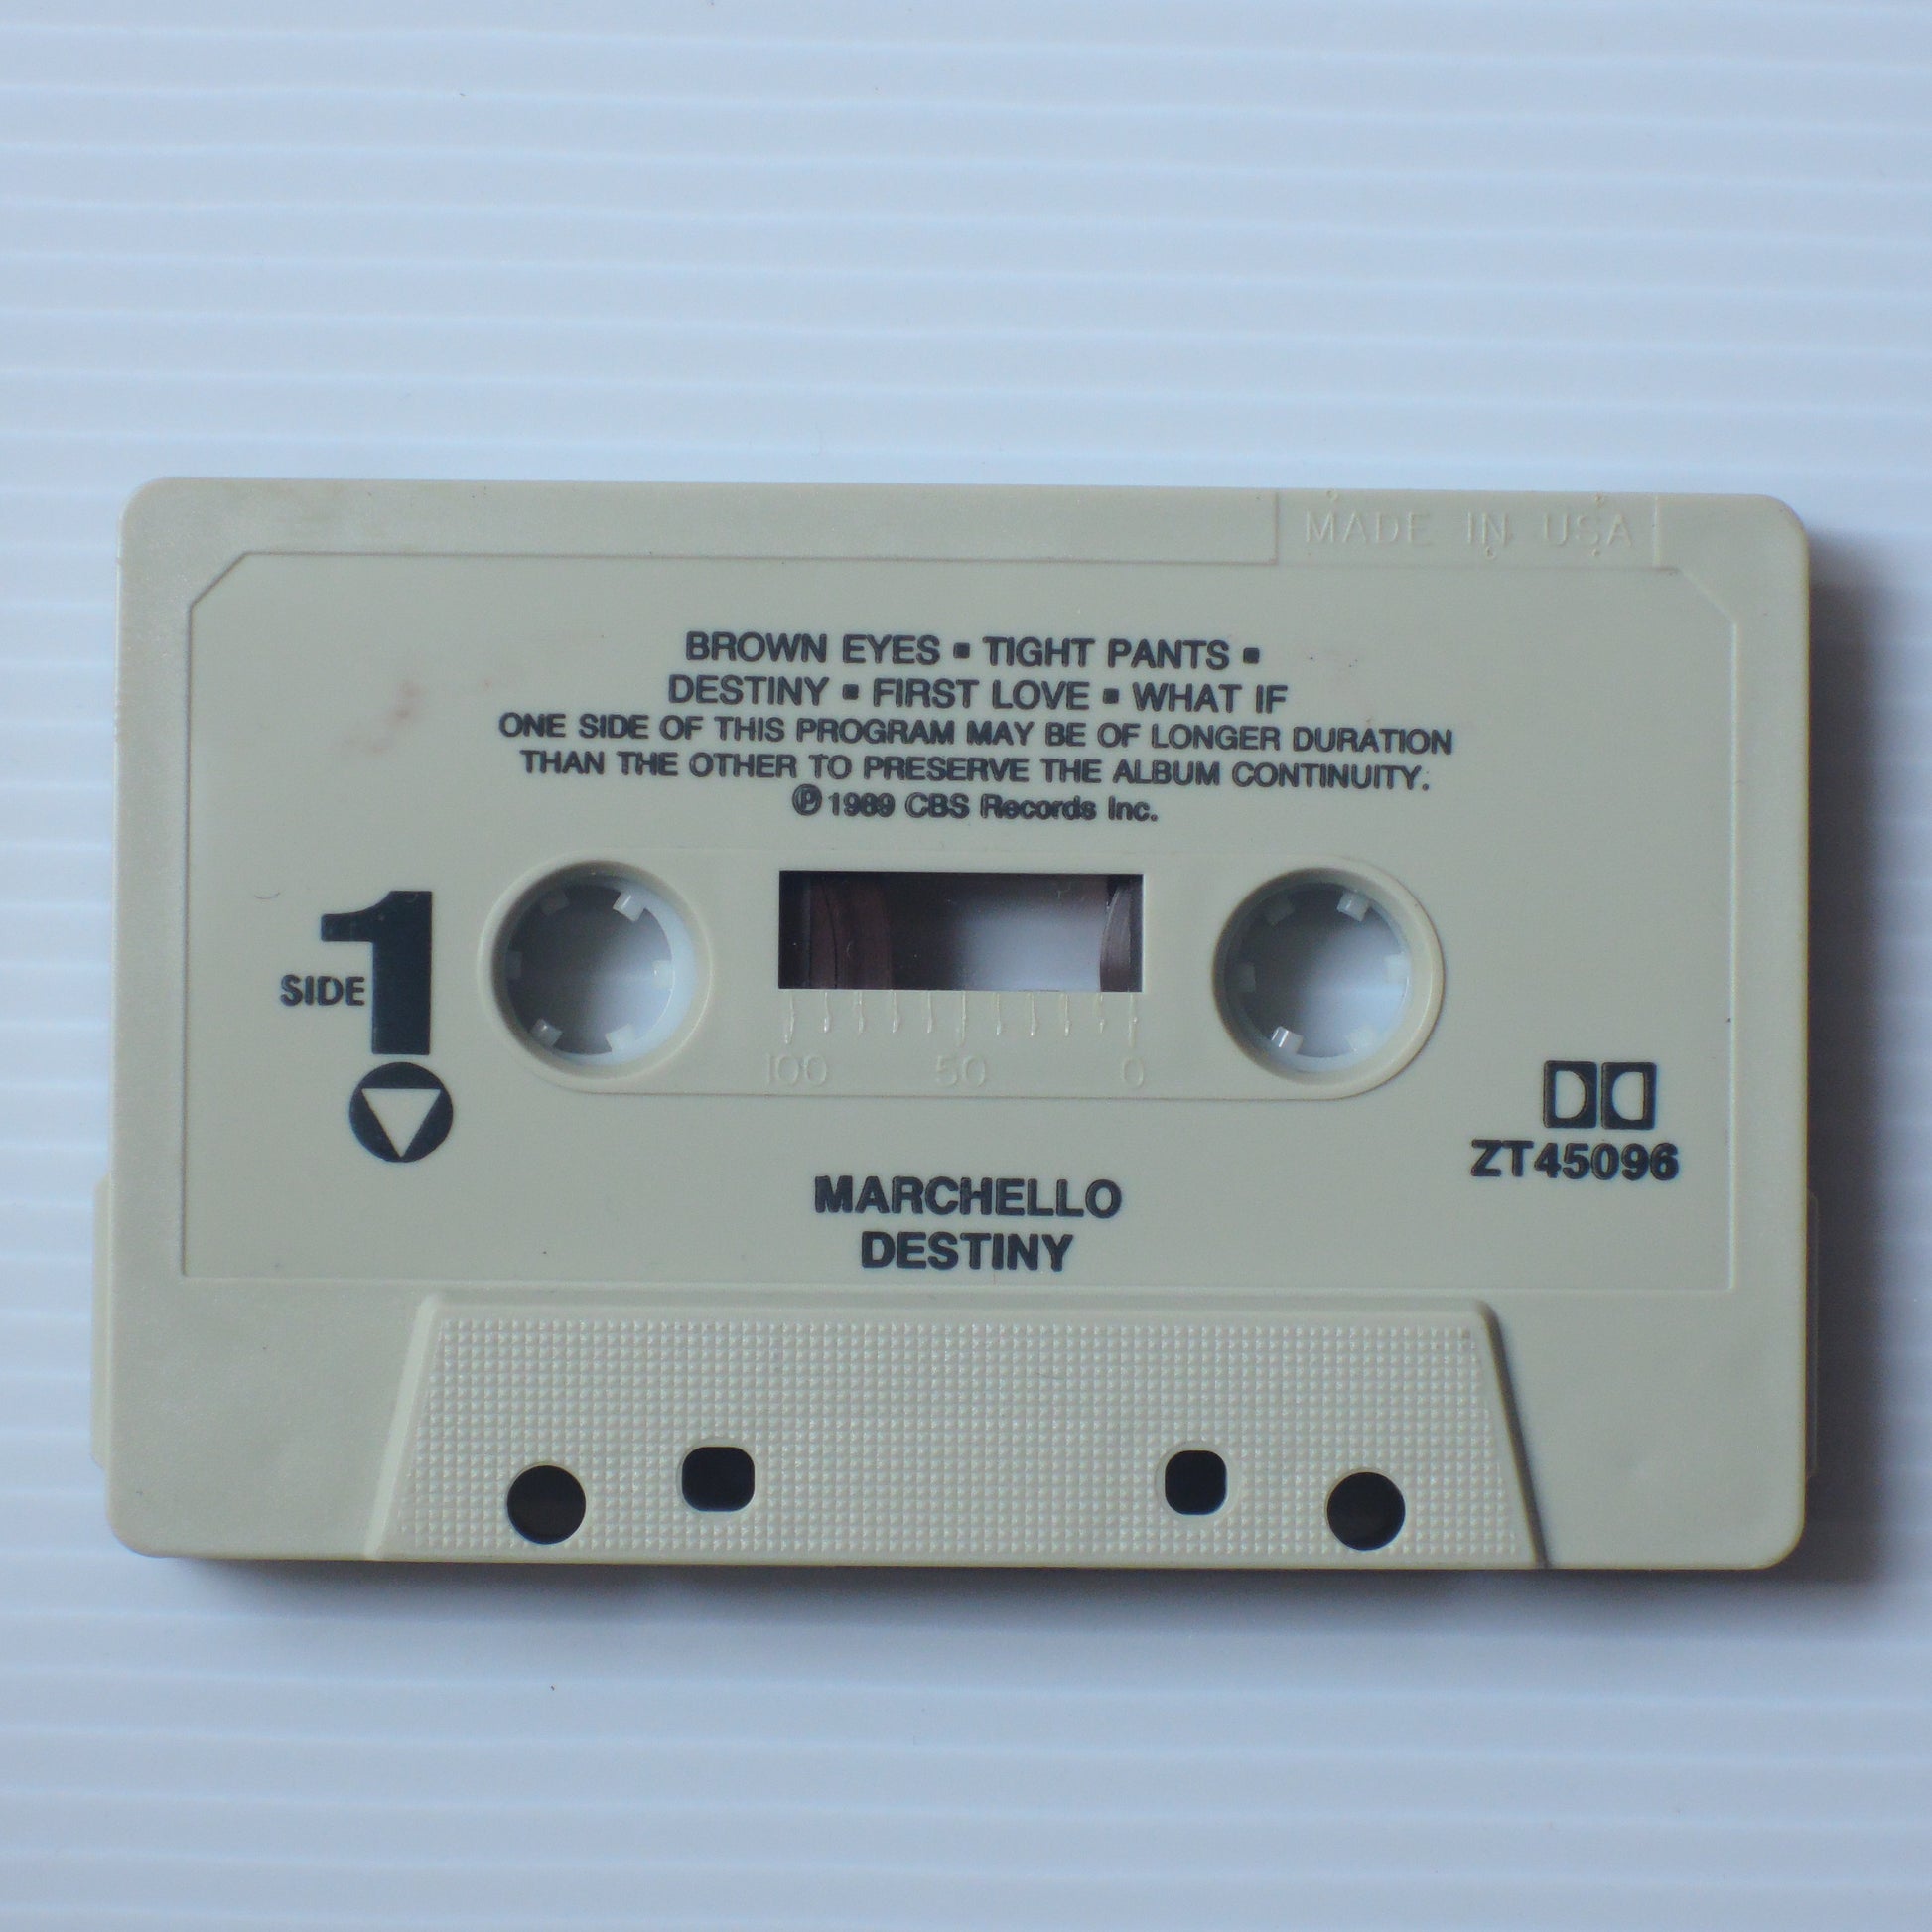 MADE IN USA
BROWN EYES ▪ TIGHT PANTS ▪
DESTINY ▪ FIRST LOVE ▪ WHAT IF
ONE SIDE OF THIS PROGRAM MAY BE OF LONGER DURATION
THAN THE OTHER TO PRESERVE THE ALBUM CONTINUITY.
℗ 1989 CBS Records Inc.
SIDE 1
100 50 0
ZT45096
MARCHELLO
DESTINY